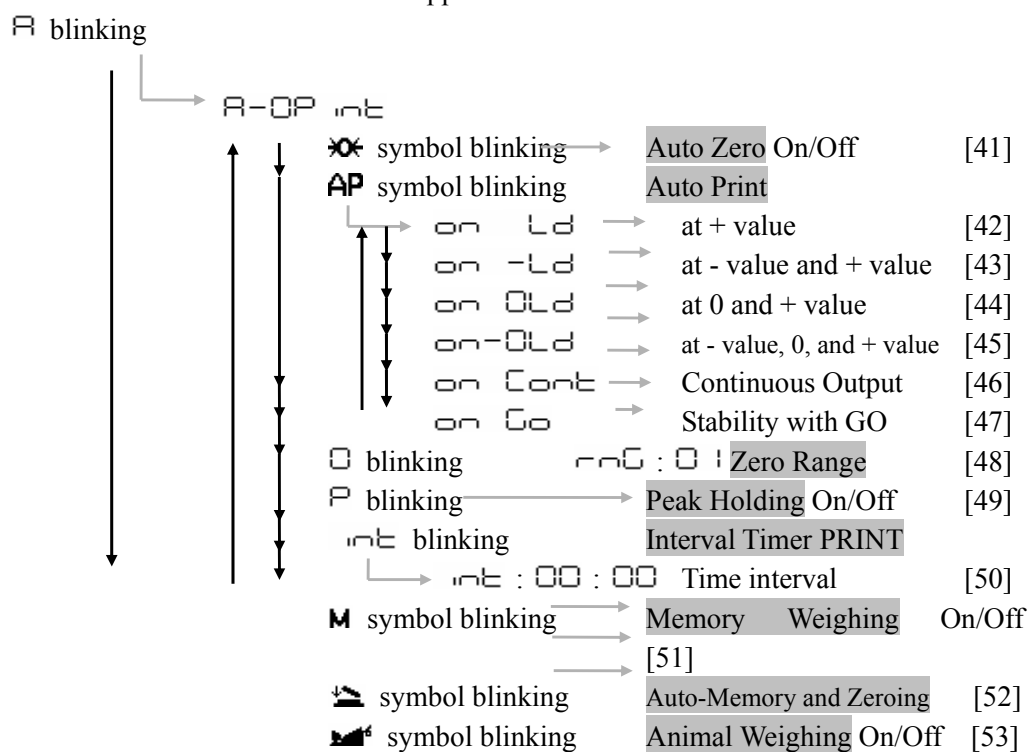 A blinking
A-0P int
symbol blinking Auto Zero On/Off [41]
AP symbol blinking Auto Print
on Ld at + value [42]
on -Ld at - value and + value [43]
on 0Ld at 0 and + value [44]
on-0Ld at - value, 0, and + value [45]
on Cont Continuous Output [46]
on Go Stability with GO [47]
0 blinking rnG : 0 1 Zero Range [48]
P blinking Peak Holding On/Off [49]
int blinking Interval Timer PRINT
int : 00 : 00 Time interval [50]
M symbol blinking Memory Weighing On/Off
[51]
symbol blinking Auto-Memory and Zeroing [52]
symbol blinking Animal Weighing On/Off [53]